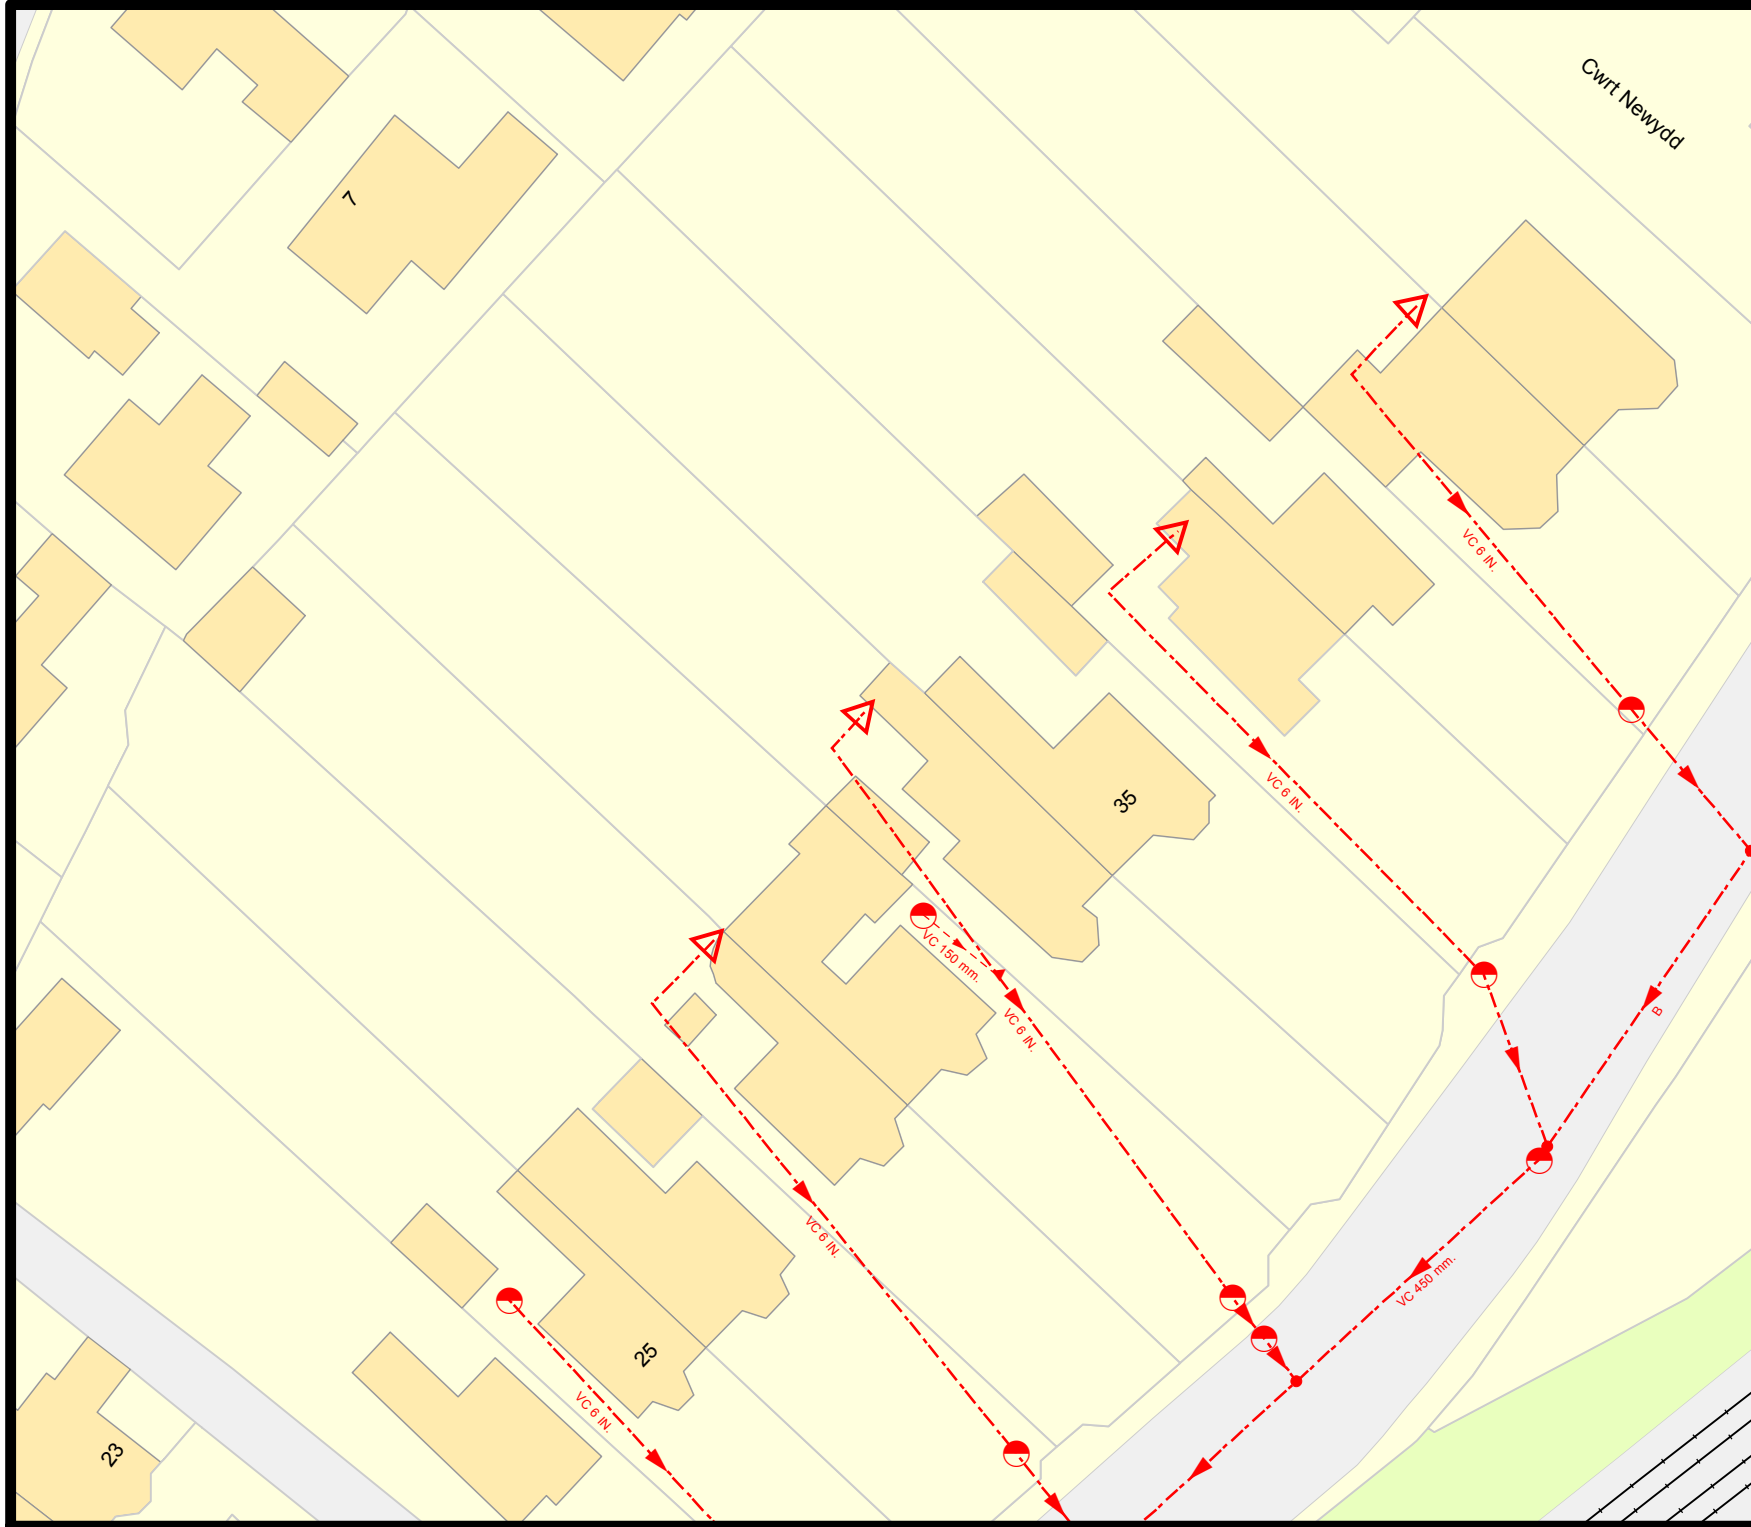 Cwrt Newydd
7
VC 6 IN.
VC 6 IN.
35
VC 150 mm.
VC 6 IN.
B
VC 6 IN.
VC 450 mm.
25
VC 6 IN.
23